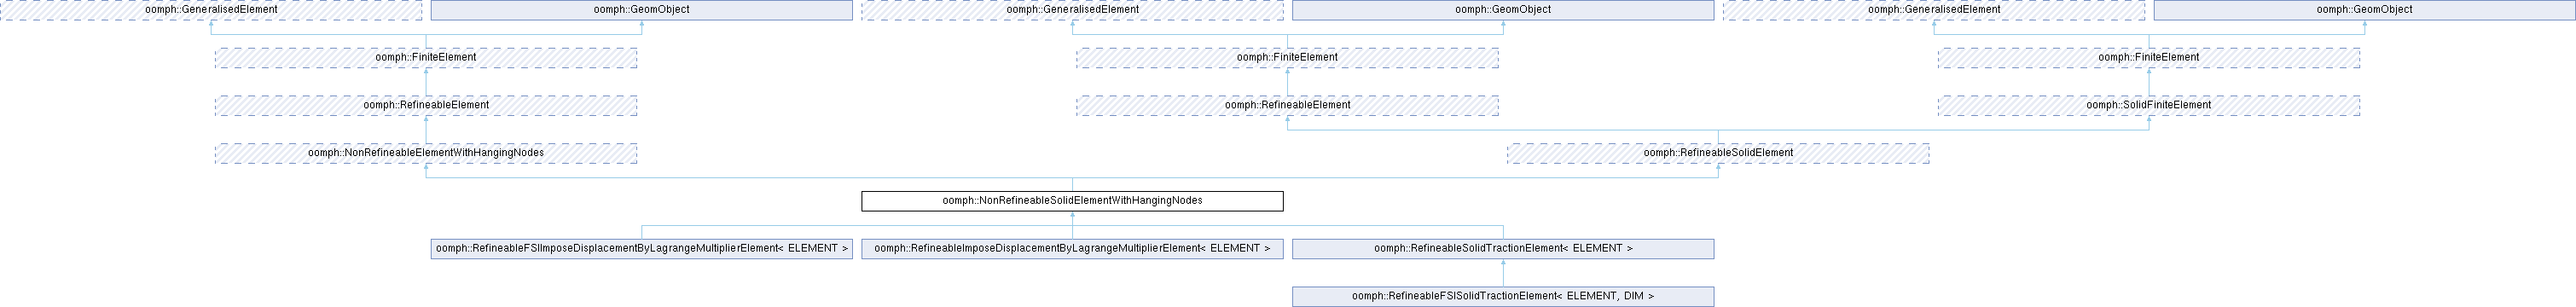 oomph::GeneralisedElement
oomph::GeomObject
oomph::GeneralisedElement
oomph::GeomObject
oomph::GeneralisedElement
oomph::GeomObject
oomph::FiniteElement
oomph::FiniteElement
oomph::FiniteElement
oomph::RefineableElement
oomph::RefineableElement
oomph::SolidFiniteElement
oomph::NonRefineableElementWithHangingNodes
oomph::RefineableSolidElement
oomph::NonRefineableSolidElementWithHangingNodes
oomph::RefineableFSIImposeDisplacementByLagrangeMultiplierElement< ELEMENT >
oomph::RefineableImposeDisplacementByLagrangeMultiplierElement< ELEMENT >
oomph::RefineableSolidTractionElement< ELEMENT >
oomph::RefineableFSISolidTractionElement< ELEMENT, DIM >